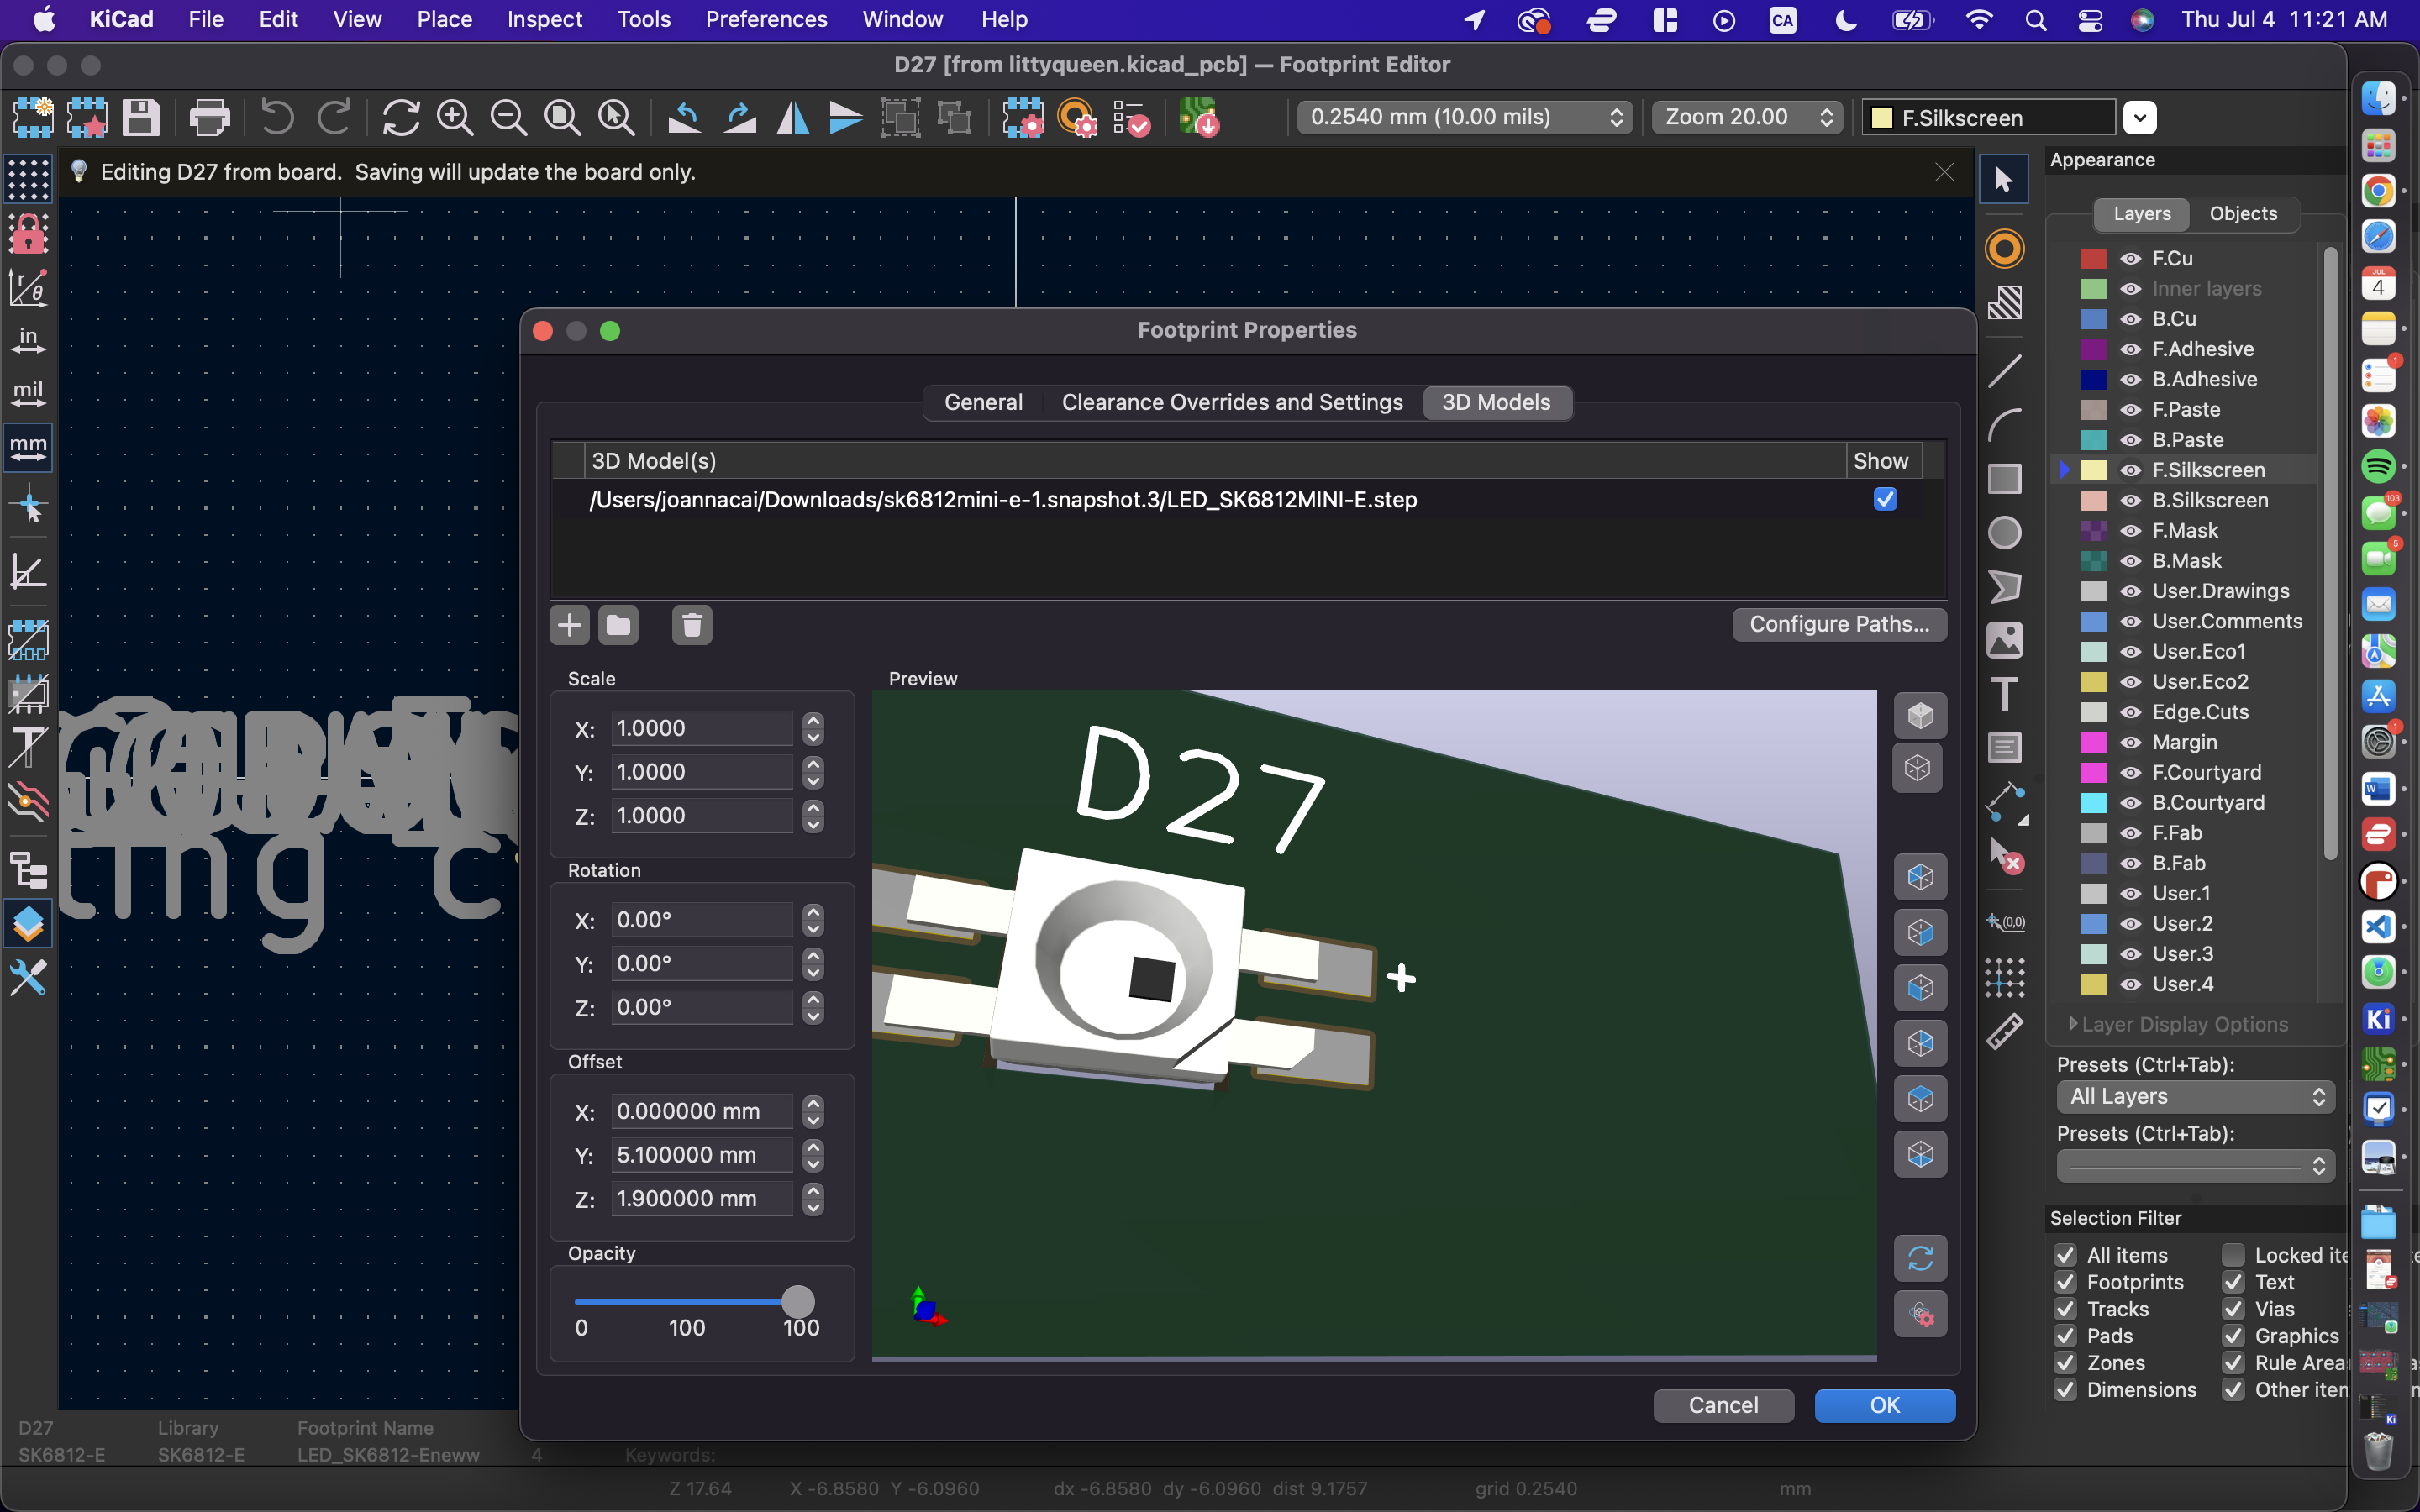 KiCad File Edit View Place Inspect Tools Preferences Window Help CA Thu Jul 4 11:21 AM
D27 [from littyqueen.kicad_pcb] — Footprint Editor
0.2540 mm (10.00 mils) Zoom 20.00 F.Silkscreen
Editing D27 from board. Saving will update the board only.
in
mil
mm
Footprint Properties
General Clearance Overrides and Settings 3D Models
3D Model(s) Show
/Users/joannacai/Downloads/sk6812mini-e-1.snapshot.3/LED_SK6812MINI-E.step
Configure Paths...
Scale
X: 1.0000
Y: 1.0000
Z: 1.0000
Rotation
X: 0.00°
Y: 0.00°
Z: 0.00°
Offset
X: 0.000000 mm
Y: 5.100000 mm
Z: 1.900000 mm
Opacity
0 100 100
Preview
D27
+
Cancel OK
(0,0)
Appearance
Layers Objects
F.Cu
Inner layers
B.Cu
F.Adhesive
B.Adhesive
F.Paste
B.Paste
F.Silkscreen
B.Silkscreen
F.Mask
B.Mask
User.Drawings
User.Comments
User.Eco1
User.Eco2
Edge.Cuts
Margin
F.Courtyard
B.Courtyard
F.Fab
B.Fab
User.1
User.2
User.3
User.4
Layer Display Options
Presets (Ctrl+Tab):
All Layers
Presets (Ctrl+Tab):
Selection Filter
All items Locked ite
Footprints Text
Tracks Vias
Pads Graphics
Zones Rule Area
Dimensions Other iten
JUL
4
1
103
5
1
Ki
D27 Library Footprint Name
SK6812-E SK6812-E LED_SK6812-Eneww 4 Keywords:
Z 17.64 X -6.8580 Y -6.0960 dx -6.8580 dy -6.0960 dist 9.1757 grid 0.2540 mm